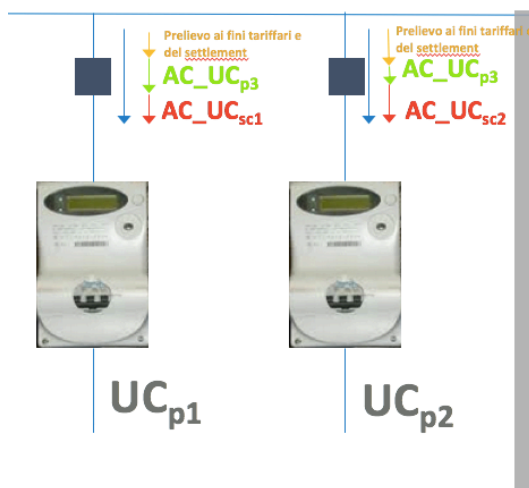 Prelievo ai fini tariffari e
del settlement
AC_UCp3
AC_UCsc1
Prelievo ai fini tariffari e
del settlement
AC_UCp3
AC_UCsc2
UCp1
UCp2